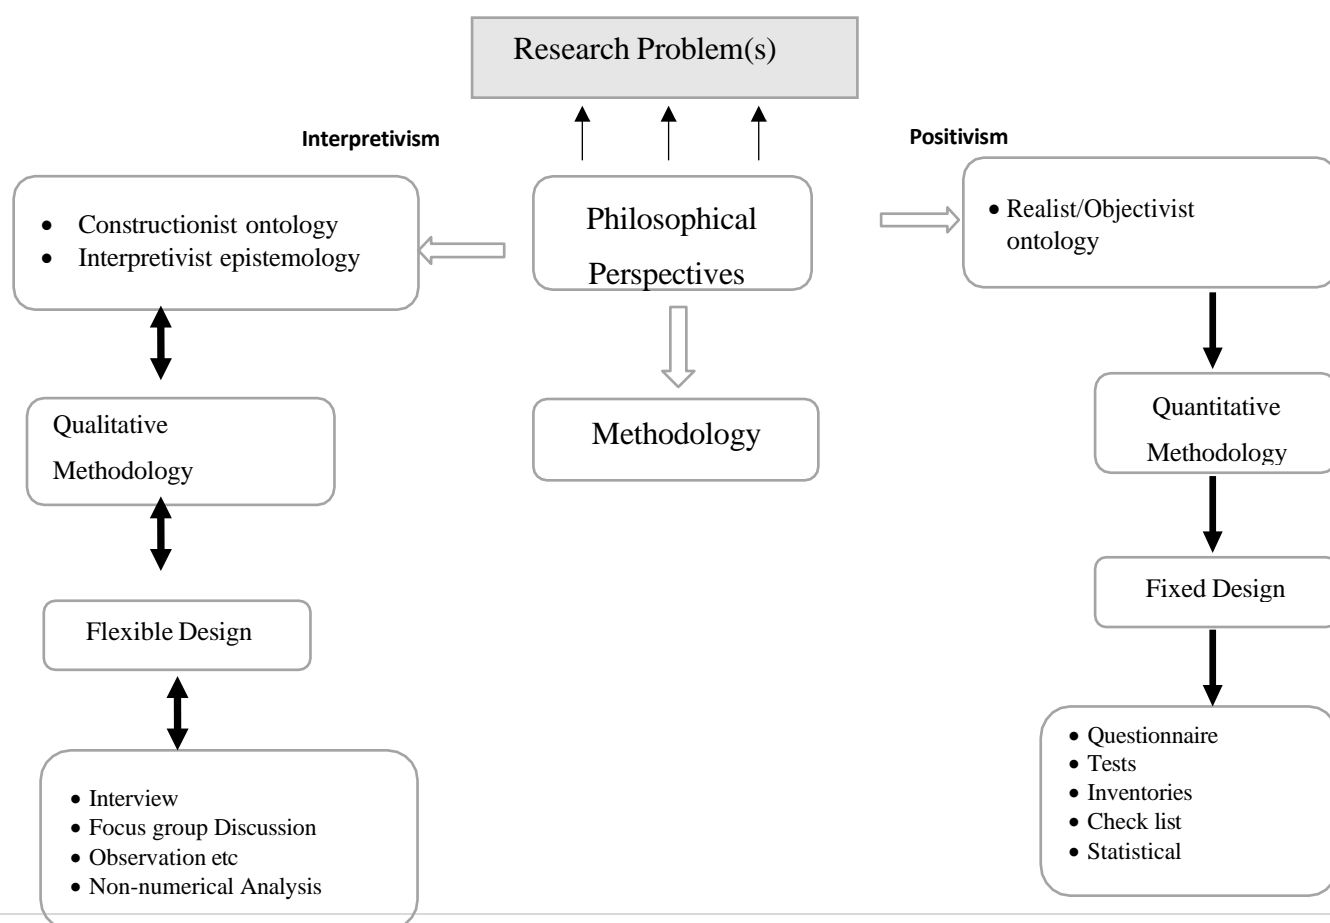 Research Problem(s)
Interpretivism
Positivism
• Constructionist ontology
• Interpretivist epistemology
Philosophical
Perspectives
• Realist/Objectivist
ontology
Qualitative
Methodology
Methodology
Quantitative
Methodology
Flexible Design
Fixed Design
• Interview
• Focus group Discussion
• Observation etc
• Non-numerical Analysis
• Questionnaire
• Tests
• Inventories
• Check list
• Statistical